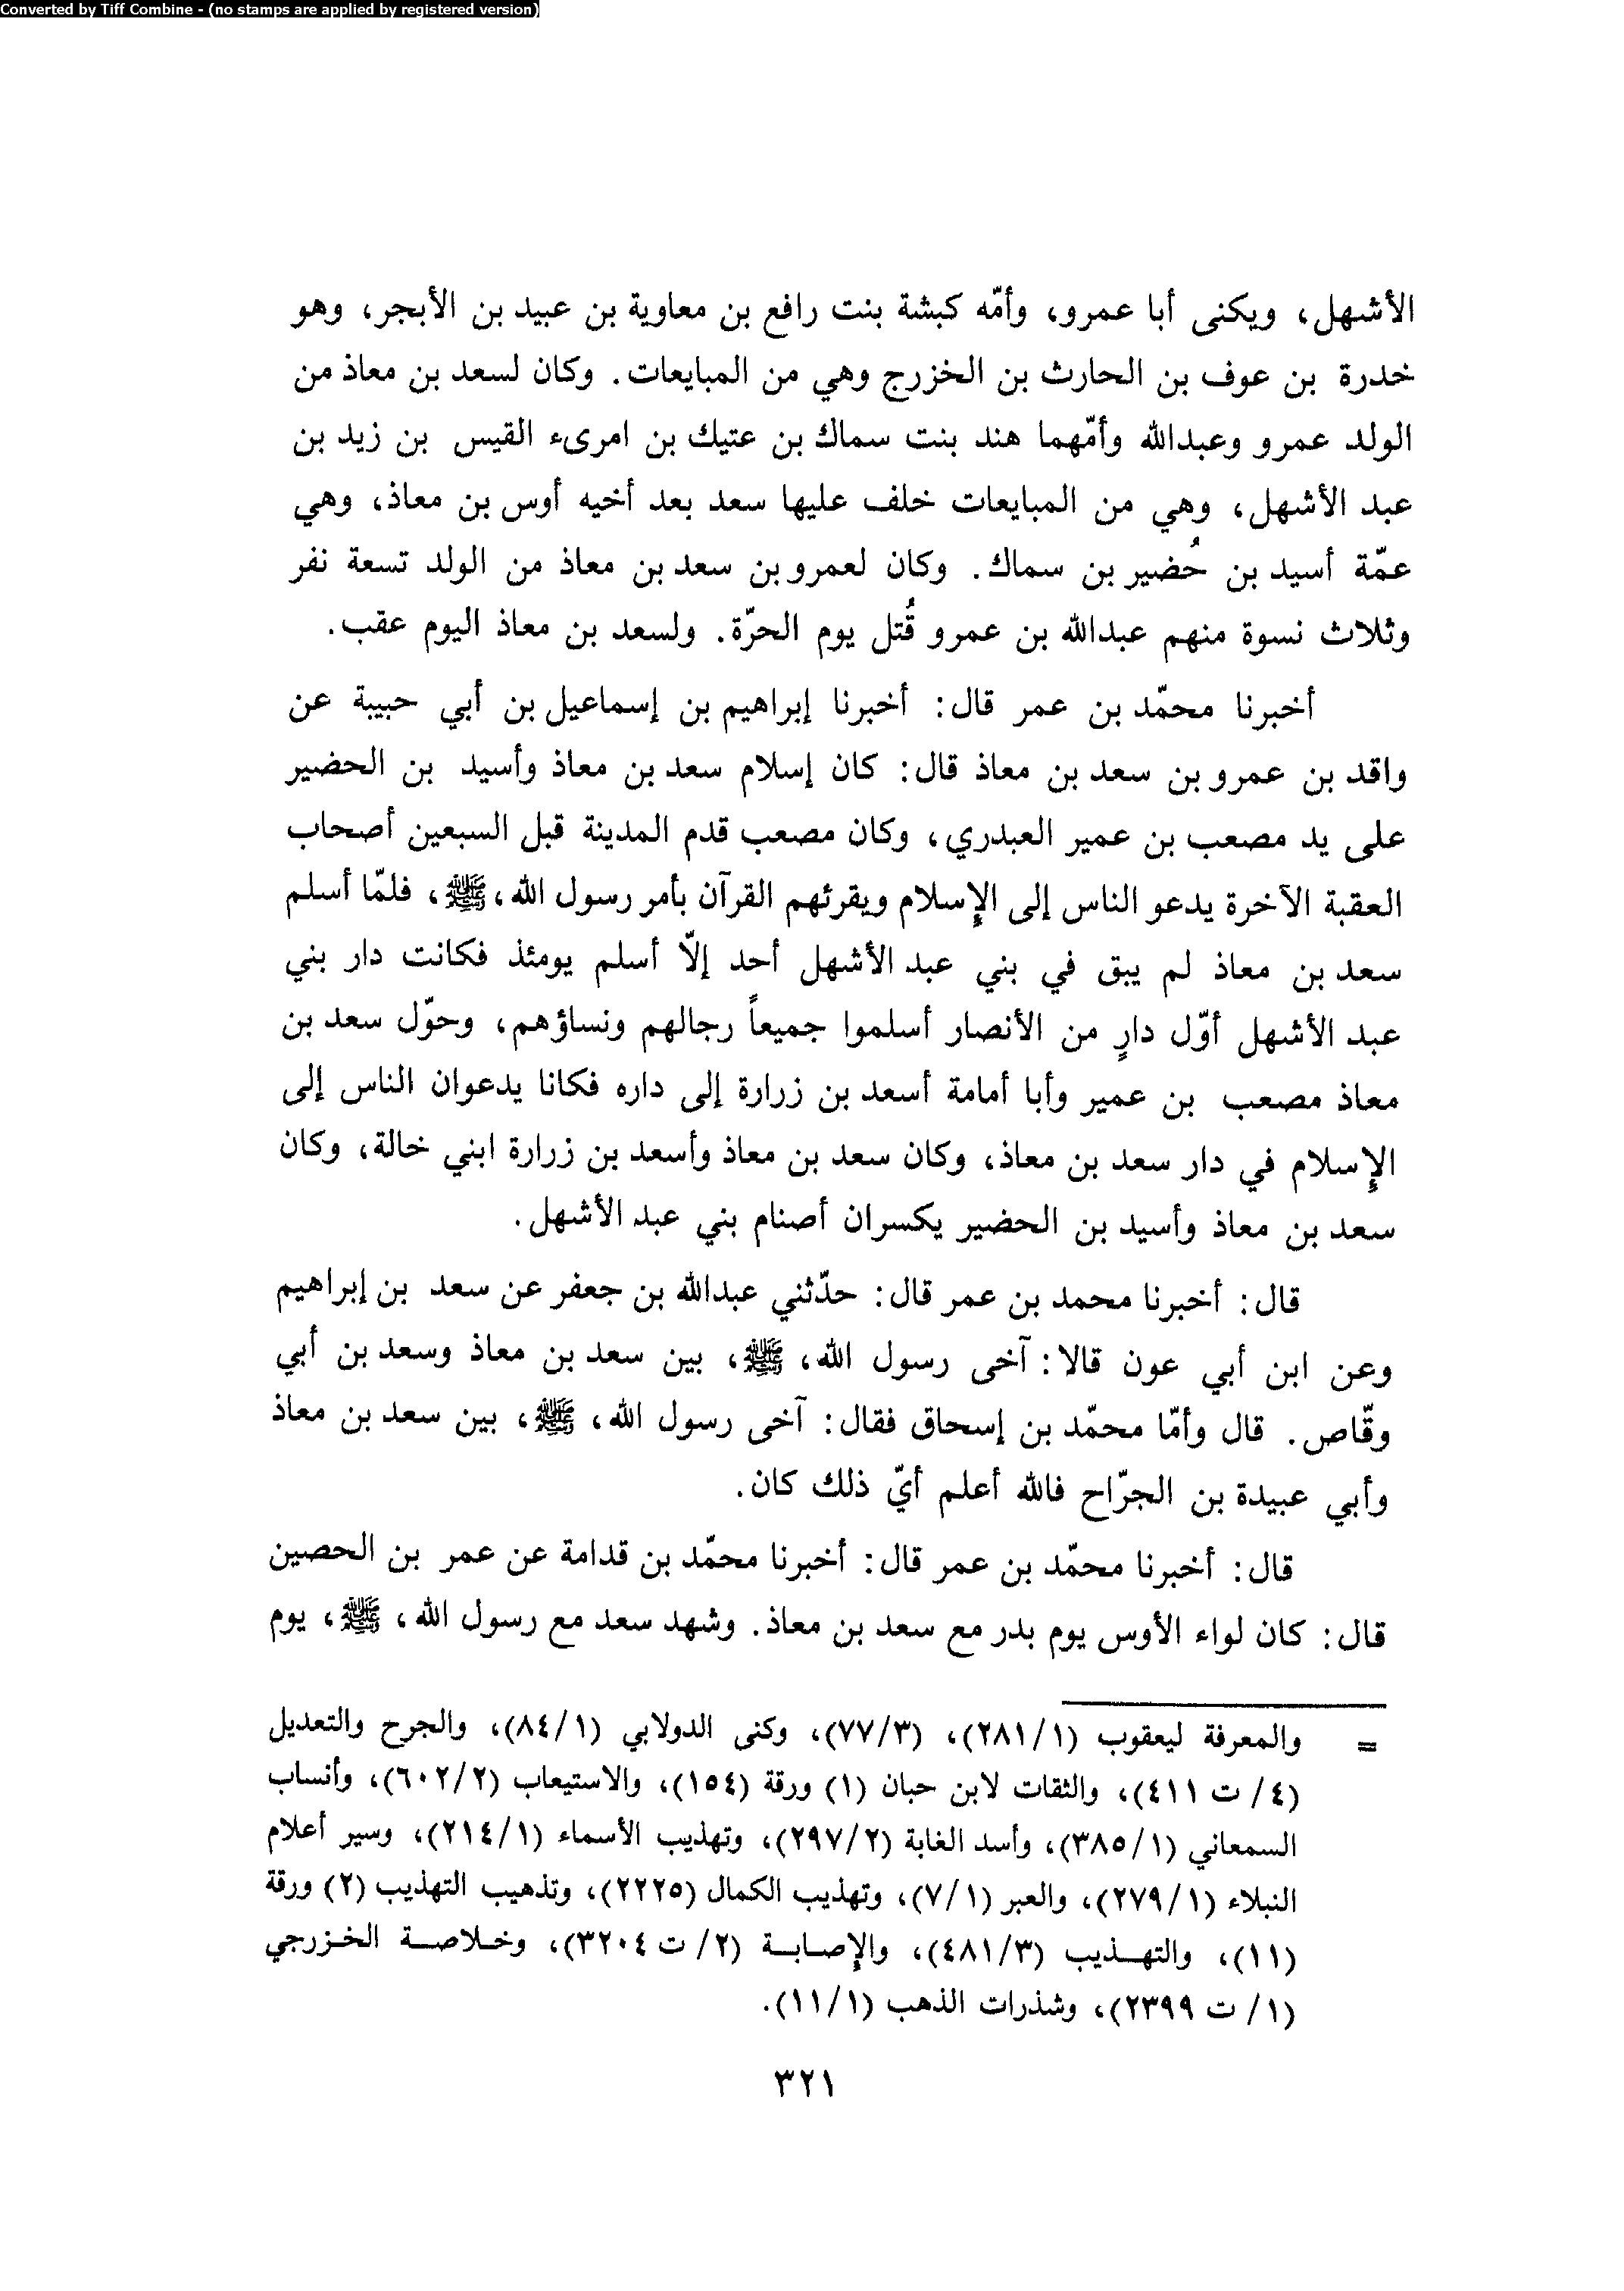 Converted by Tiff Combine - (no stamps are applied by registered version)
الأشهل، ويكنى أبا عمرو، وأمّه كبشة بنت رافع بن معاوية بن عبيد بن الأبجر، وهو
خدرة بن عوف بن الحارث بن الخزرج وهي من المبايعات. وكان لسعد بن معاذ من
الولد عمرو وعبدالله وأمّهما هند بنت سماك بن عتيك بن امرىء القيس بن زيد بن
عبد الأشهل، وهي من المبايعات خلف عليها سعد بعد أخيه أوس بن معاذ، وهي
عمّة أسيد بن حُضير بن سماك. وكان لعمرو بن سعد بن معاذ من الولد تسعة نفر
وثلاث نسوة منهم عبدالله بن عمرو قُتل يوم الحرّة. ولسعد بن معاذ اليوم عقب.
أخبرنا محمّد بن عمر قال: أخبرنا إبراهيم بن إسماعيل بن أبي حبيبة عن
واقد بن عمرو بن سعد بن معاذ قال: كان إسلام سعد بن معاذ وأسيد بن الحضير
على يد مصعب بن عمير العبدري، وكان مصعب قدم المدينة قبل السبعين أصحاب
العقبة الآخرة يدعو الناس إلى الإسلام ويقرئهم القرآن بأمر رسول الله، ﷺ، فلمّا أسلم
سعد بن معاذ لم يبق في بني عبد الأشهل أحد إلاّ أسلم يومئذ فكانت دار بني
عبد الأشهل أوّل دارٍ من الأنصار أسلموا جميعاً رجالهم ونساؤهم، وحوّل سعد بن
معاذ مصعب بن عمير وأبا أمامة أسعد بن زرارة إلى داره فكانا يدعوان الناس إلى
الإسلام في دار سعد بن معاذ، وكان سعد بن معاذ وأسعد بن زرارة ابني خالة، وكان
سعد بن معاذ وأسيد بن الحضير يكسران أصنام بني عبد الأشهل.
قال: أخبرنا محمد بن عمر قال: حدّثني عبدالله بن جعفر عن سعد بن إبراهيم
وعن ابن أبي عون قالا: آخى رسول الله، ﷺ، بين سعد بن معاذ وسعد بن أبي
وقّاص. قال وأمّا محمّد بن إسحاق فقال: آخى رسول الله، ﷺ، بين سعد بن معاذ
وأبي عبيدة بن الجرّاح فالله أعلم أيّ ذلك كان.
قال: أخبرنا محمّد بن عمر قال: أخبرنا محمّد بن قدامة عن عمر بن الحصين
قال: كان لواء الأوس يوم بدر مع سعد بن معاذ. وشهد سعد مع رسول الله، ﷺ، يوم
= والمعرفة ليعقوب (٢٨١/١)، (٧٧/٣)، وكنى الدولابي (٨٤/١)، والجرح والتعديل
(٤/ ت ٤١١)، والثقات لابن حبان (١) ورقة (١٥٤)، والاستيعاب (٦٠٢/٢)، وأنساب
السمعاني (٣٨٥/١)، وأسد الغابة (٢٩٧/٢)، وتهذيب الأسماء (٢١٤/١)، وسير أعلام
النبلاء (٢٧٩/١)، والعبر (٧/١)، وتهذيب الكمال (٢٢٢٥)، وتذهيب التهذيب (٢) ورقة
(١١)، والتهـذيب (٤٨١/٣)، والإصـابـة (٢/ ت ٣٢٠٤)، وخـلاصـة الخـزرجي
(١/ ت ٢٣٩٩)، وشذرات الذهب (١١/١).
٣٢١